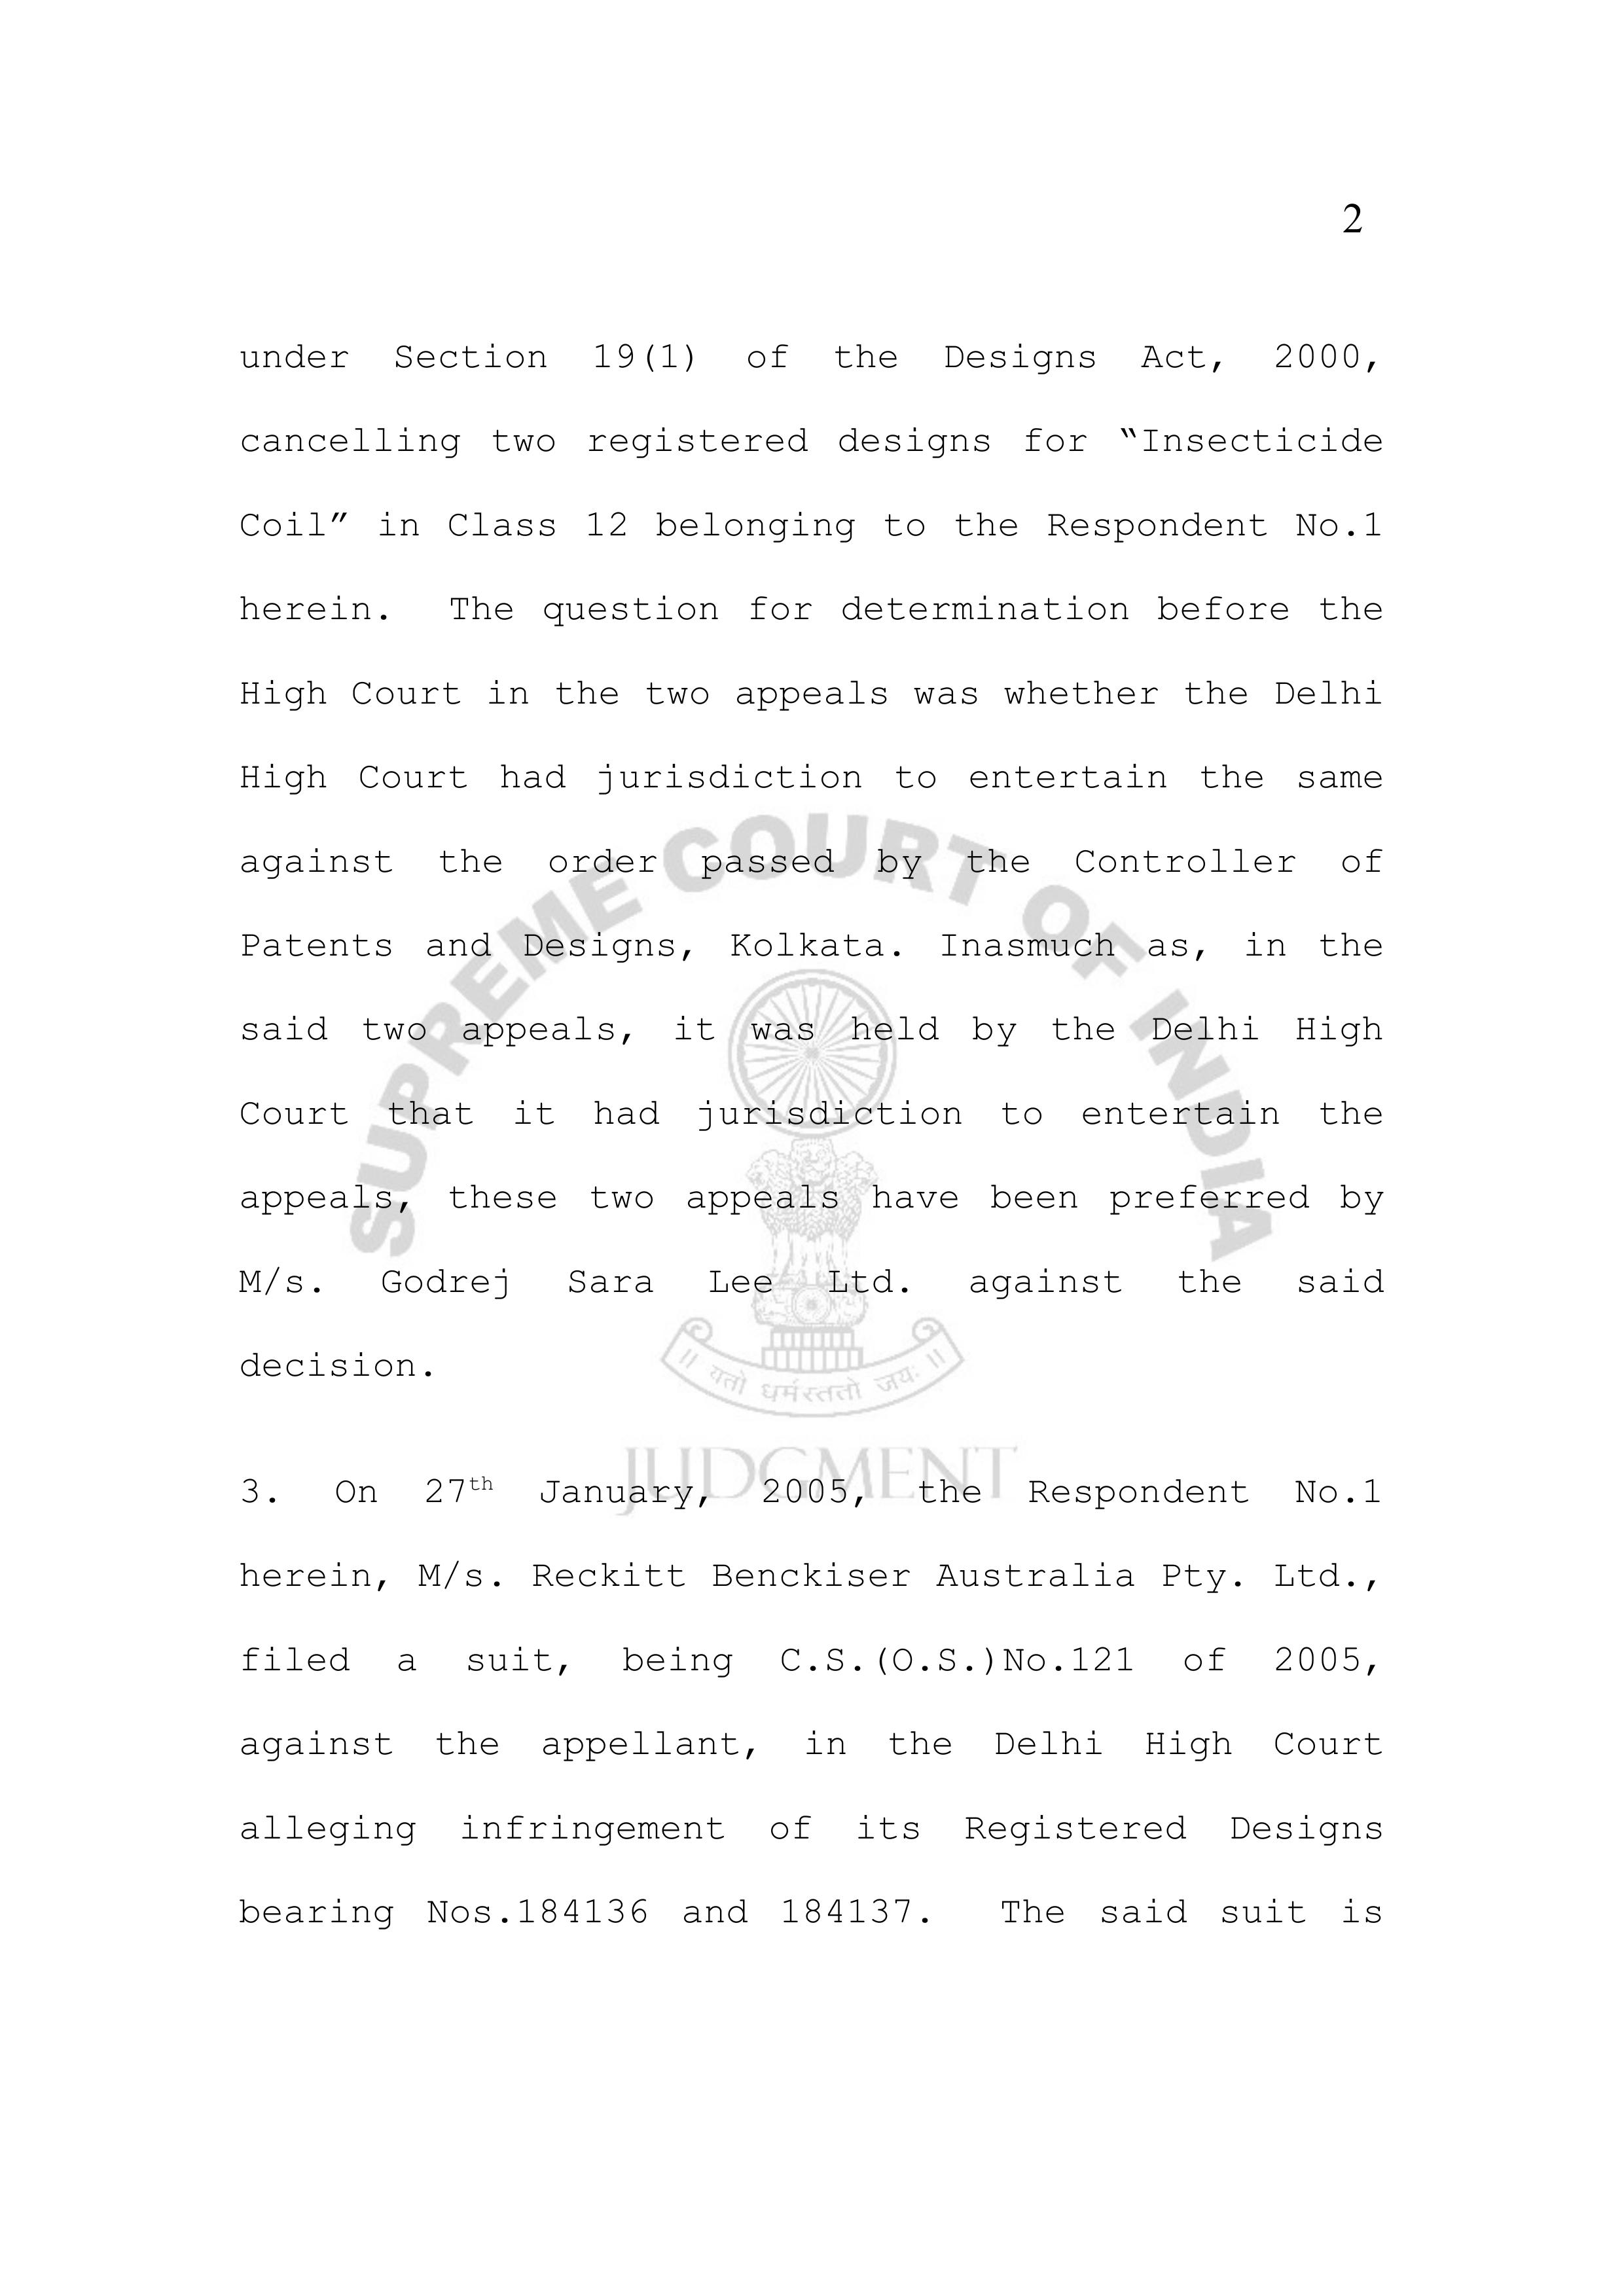 2
under Section 19(1) of the Designs Act, 2000,
cancelling two registered designs for “Insecticide
Coil” in Class 12 belonging to the Respondent No.1
herein. The question for determination before the
High Court in the two appeals was whether the Delhi
High Court had jurisdiction to entertain the same
against the order passed by the Controller of
Patents and Designs, Kolkata. Inasmuch as, in the
said two appeals, it was held by the Delhi High
Court that it had jurisdiction to entertain the
appeals, these two appeals have been preferred by
M/s. Godrej Sara Lee Ltd. against the said
decision.
3. On 27th January, 2005, the Respondent No.1
herein, M/s. Reckitt Benckiser Australia Pty. Ltd.,
filed a suit, being C.S.(O.S.)No.121 of 2005,
against the appellant, in the Delhi High Court
alleging infringement of its Registered Designs
bearing Nos.184136 and 184137. The said suit is
SUPREME COURT OF INDIA
॥ यतो धर्मस्ततो जयः ॥
JUDGMENT